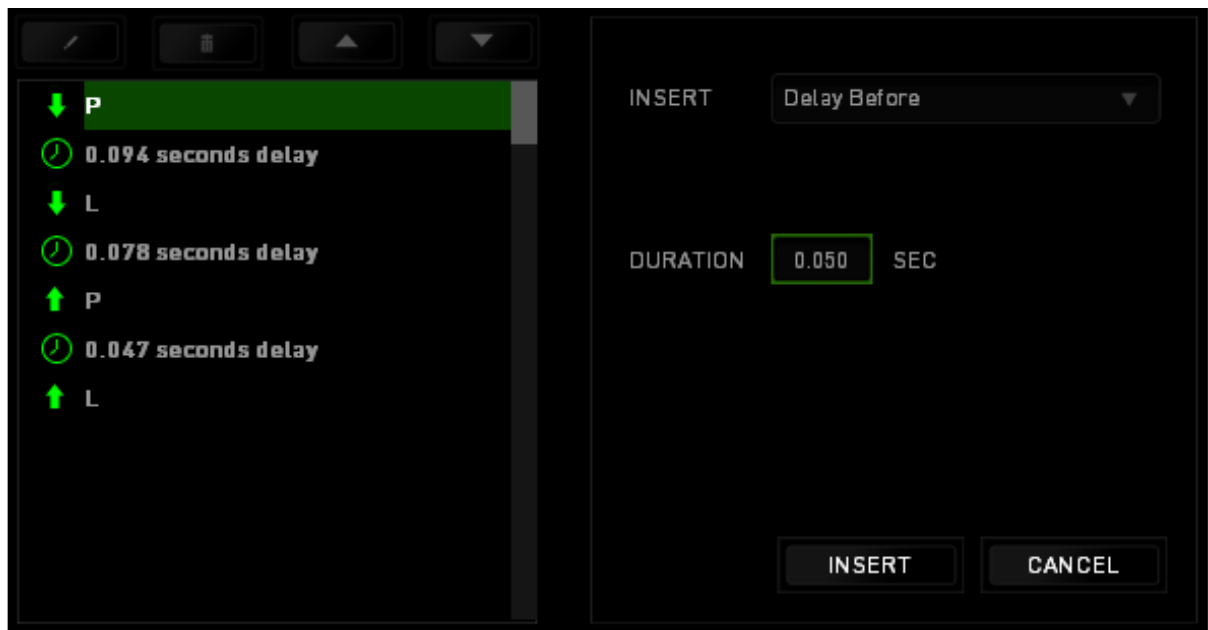 P
0.094 seconds delay
L
0.078 seconds delay
P
0.047 seconds delay
L
INSERT Delay Before
DURATION 0.050 SEC
INSERT CANCEL